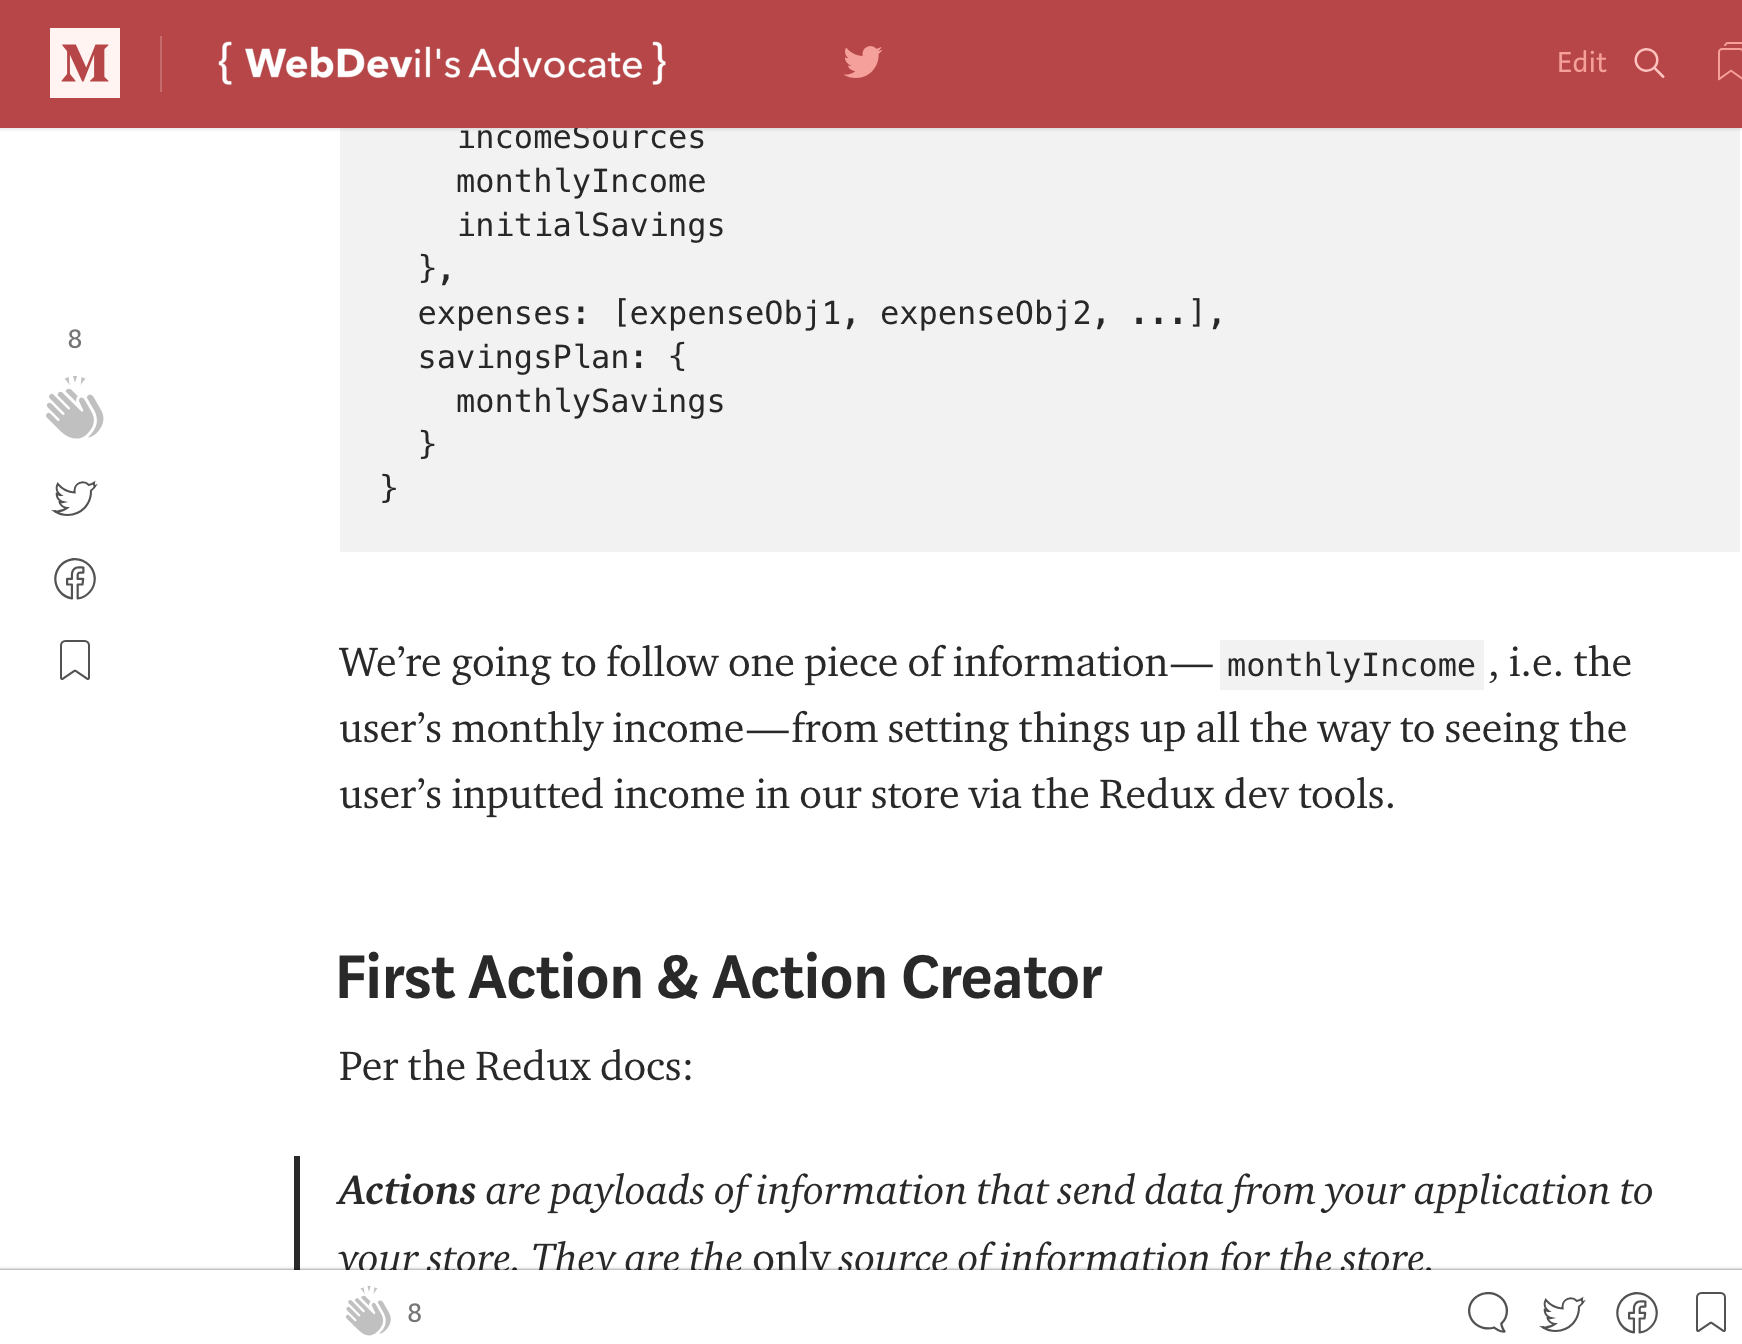 M
{ WebDevil's Advocate }
Edit
incomeSources
monthlyIncome
initialSavings
},
expenses: [expenseObj1, expenseObj2, ...],
savingsPlan: {
monthlySavings
}
}
8
We’re going to follow one piece of information— monthlyIncome , i.e. the
user’s monthly income—from setting things up all the way to seeing the
user’s inputted income in our store via the Redux dev tools.
First Action & Action Creator
Per the Redux docs:
Actions are payloads of information that send data from your application to
your store. They are the only source of information for the store.
8